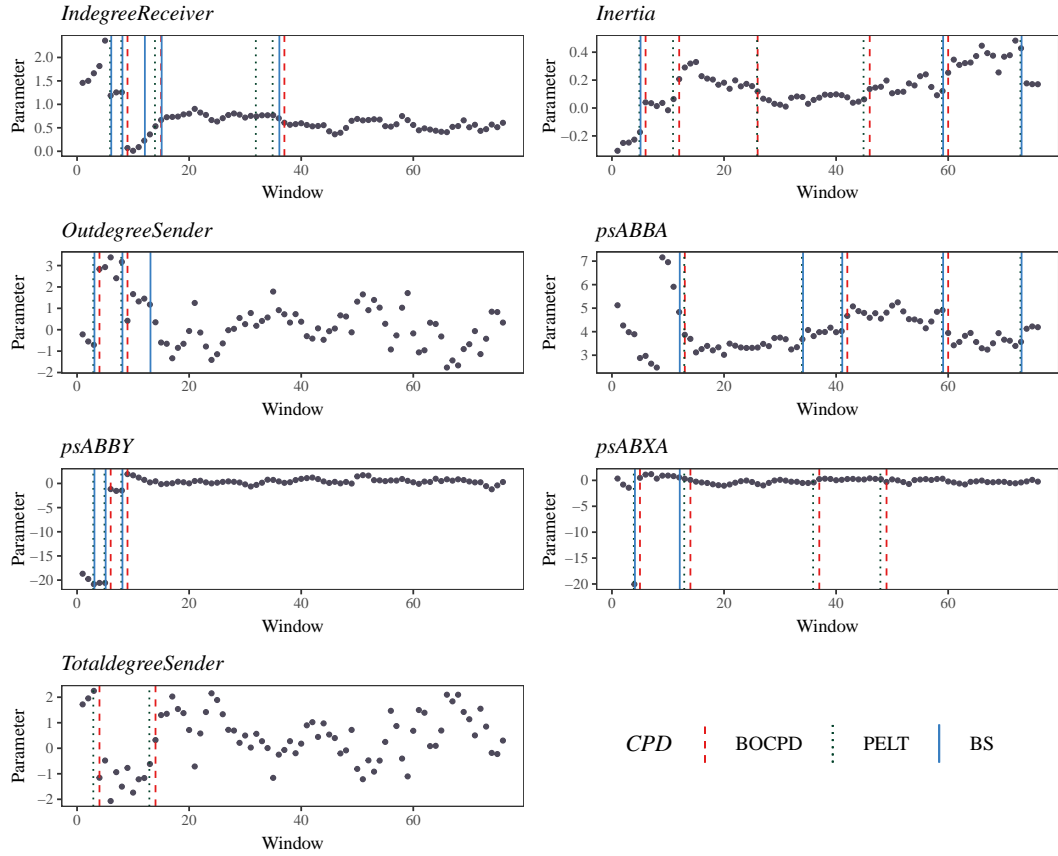 IndegreeReceiver
Parameter
2.0
1.5
1.0
0.5
0.0
0 20 40 60
Window
Inertia
Parameter
0.4
0.2
0.0
−0.2
0 20 40 60
Window
OutdegreeSender
Parameter
3
2
1
0
−1
−2
0 20 40 60
Window
psABBA
Parameter
7
6
5
4
3
0 20 40 60
Window
psABBY
Parameter
0
−5
−10
−15
−20
0 20 40 60
Window
psABXA
Parameter
0
−5
−10
−15
−20
0 20 40 60
Window
TotaldegreeSender
Parameter
2
1
0
−1
−2
0 20 40 60
Window
CPD BOCPD PELT BS